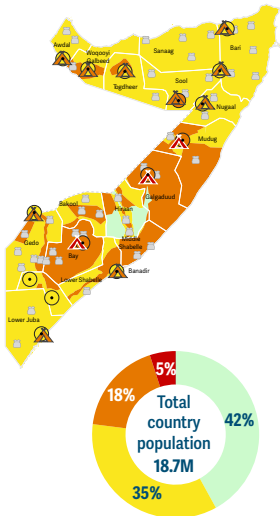 Bari
Awdal
Woqooyi
Galbeed
Sanaag
Togdheer
Sool
Nugaal
Mudug
Galgaduud
Bakool
Hiraan
Gedo
Middle
Shabelle
Bay
Banadir
Lower Shabelle
Lower Juba
5%
18%
Total
country
population
18.7M
42%
35%